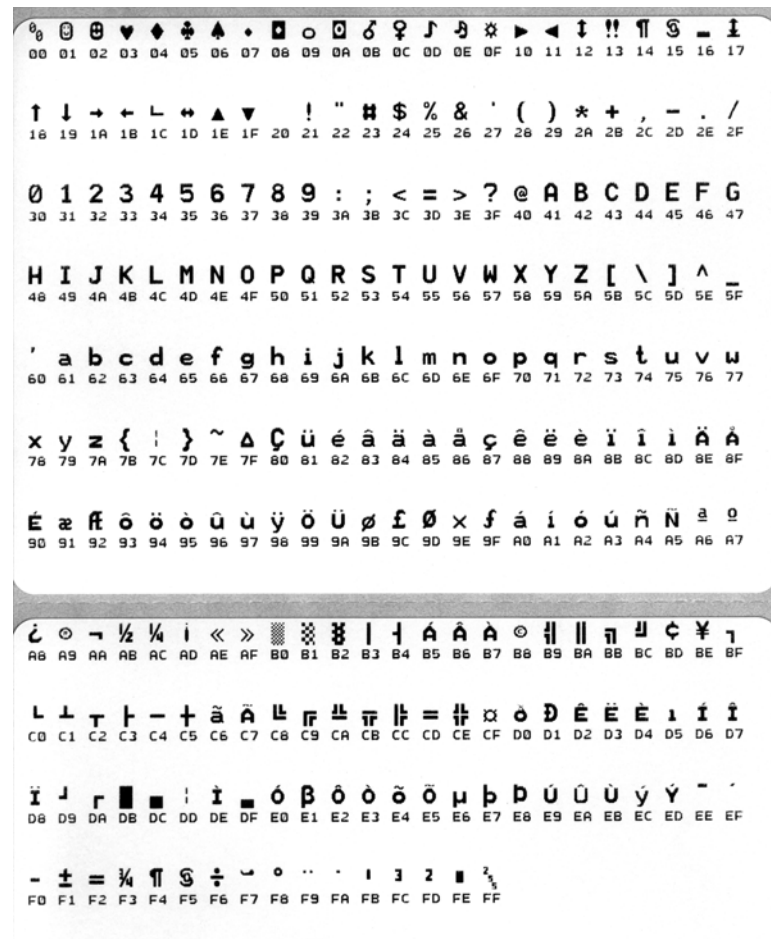 ⁰₀ ☺ ☻ ♥ ♦ ♣ ♠ • ◘ ○ ◙ ♂ ♀ ♪ ♫ ☼ ► ◄ ↕ ‼ ¶ § ▬ ↨
00 01 02 03 04 05 06 07 08 09 0A 0B 0C 0D 0E 0F 10 11 12 13 14 15 16 17
↑ ↓ → ← ∟ ↔ ▲ ▼ ! " # $ % & ' ( ) * + , - . /
18 19 1A 1B 1C 1D 1E 1F 20 21 22 23 24 25 26 27 28 29 2A 2B 2C 2D 2E 2F
0 1 2 3 4 5 6 7 8 9 : ; < = > ? @ A B C D E F G
30 31 32 33 34 35 36 37 38 39 3A 3B 3C 3D 3E 3F 40 41 42 43 44 45 46 47
H I J K L M N O P Q R S T U V W X Y Z [ \ ] ^ _
48 49 4A 4B 4C 4D 4E 4F 50 51 52 53 54 55 56 57 58 59 5A 5B 5C 5D 5E 5F
' a b c d e f g h i j k l m n o p q r s t u v w
60 61 62 63 64 65 66 67 68 69 6A 6B 6C 6D 6E 6F 70 71 72 73 74 75 76 77
x y z { ¦ } ~ ∆ Ç ü é â ä à å ç ê ë è ï î ì Ä Å
78 79 7A 7B 7C 7D 7E 7F 80 81 82 83 84 85 86 87 88 89 8A 8B 8C 8D 8E 8F
É æ Æ ô ö ò û ù ÿ Ö Ü ø £ Ø × ƒ á í ó ú ñ Ñ ª º
90 91 92 93 94 95 96 97 98 99 9A 9B 9C 9D 9E 9F A0 A1 A2 A3 A4 A5 A6 A7
¿ ® ¬ ½ ¼ ¡ « » ░ ▒ ▓ │ ┤ Á Â À © ╣ ║ ╗ ╝ ¢ ¥ ┐
A8 A9 AA AB AC AD AE AF B0 B1 B2 B3 B4 B5 B6 B7 B8 B9 BA BB BC BD BE BF
└ ┴ ┬ ├ ─ ┼ ã Ã ╚ ╔ ╩ ╦ ╠ ═ ╬ ¤ ð Ð Ê Ë È ı Í Î
C0 C1 C2 C3 C4 C5 C6 C7 C8 C9 CA CB CC CD CE CF D0 D1 D2 D3 D4 D5 D6 D7
Ï ┘ ┌ █ ▄ ¦ Ì ▬ Ó β Ô Ò õ Õ µ þ Þ Ú Û Ù ý Ý ¯ ´
D8 D9 DA DB DC DD DE DF E0 E1 E2 E3 E4 E5 E6 E7 E8 E9 EA EB EC ED EE EF
- ± = ¾ ¶ § ÷ ¸ ° ¨ · ı 3 2 ■ ²⁵₅
F0 F1 F2 F3 F4 F5 F6 F7 F8 F9 FA FB FC FD FE FF